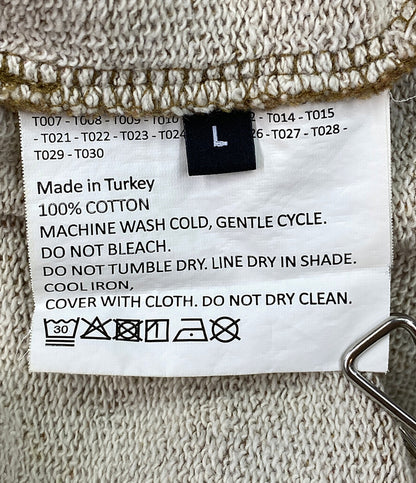 T007 - T008 - T009 - T010 - T014 - T015
- T021 - T022 - T023 - T024 26 - T027 - T028 -
T029 - T030
L
Made in Turkey
100% COTTON
MACHINE WASH COLD, GENTLE CYCLE.
DO NOT BLEACH.
DO NOT TUMBLE DRY. LINE DRY IN SHADE.
COOL IRON,
COVER WITH CLOTH. DO NOT DRY CLEAN.
30